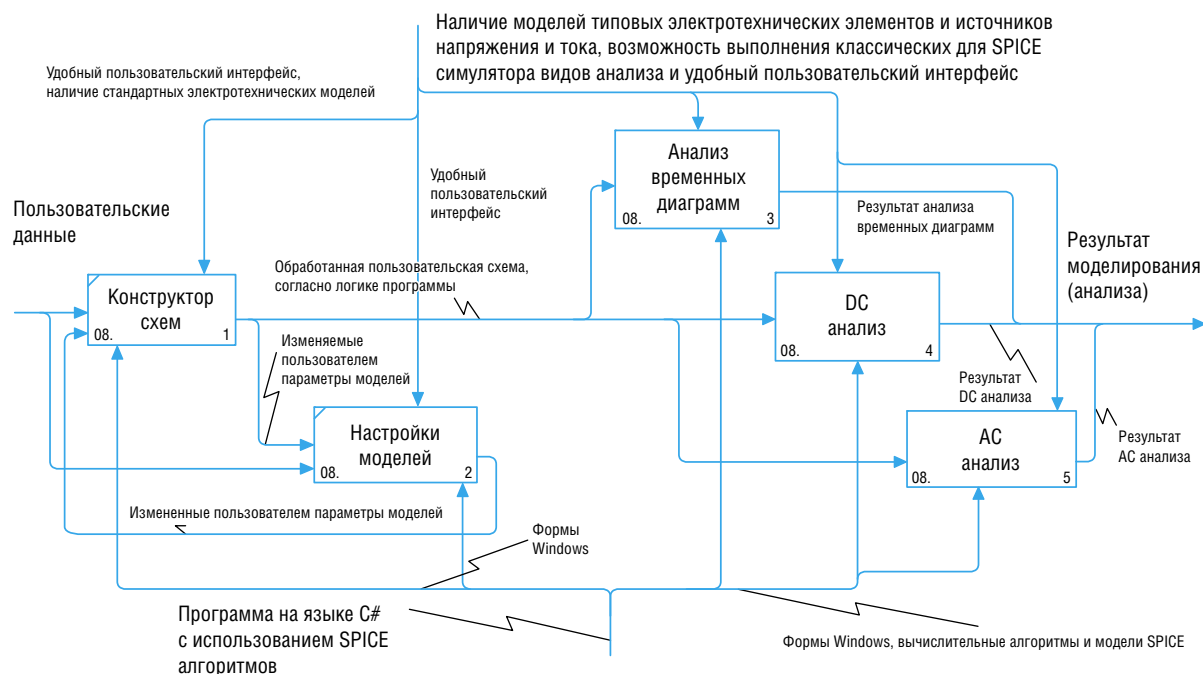 Наличие моделей типовых электротехнических элементов и источников
напряжения и тока, возможность выполнения классических для SPICE
симулятора видов анализа и удобный пользовательский интерфейс
Удобный пользовательский интерфейс,
наличие стандартных электротехнических моделей
Анализ
временных
диаграмм
08.
3
Удобный
пользовательский
интерфейс
Пользовательские
данные
Результат анализа
временных диаграмм
Результат
моделирования
(анализа)
Обработанная пользовательская схема,
согласно логике программы
Конструктор
схем
08.
1
DC
анализ
08.
4
Изменяемые
пользователем
параметры моделей
Результат
DC анализа
Настройки
моделей
08.
2
AC
анализ
08.
5
Результат
AC анализа
Измененные пользователем параметры моделей
Формы
Windows
Программа на языке C#
с использованием SPICE
алгоритмов
Формы Windows, вычислительные алгоритмы и модели SPICE